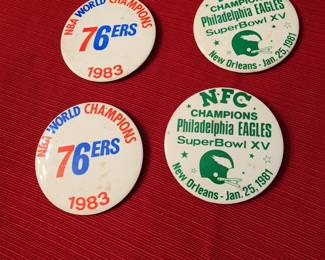 NBA WORLD CHAMPIONS
76ERS
1983
CHAMPIONS
Philadelphia EAGLES
SuperBowl XV
New Orleans - Jan. 25, 1981
NBA WORLD CHAMPIONS
76ERS
1983
NFC
CHAMPIONS
Philadelphia EAGLES
SuperBowl XV
New Orleans - Jan. 25, 1981